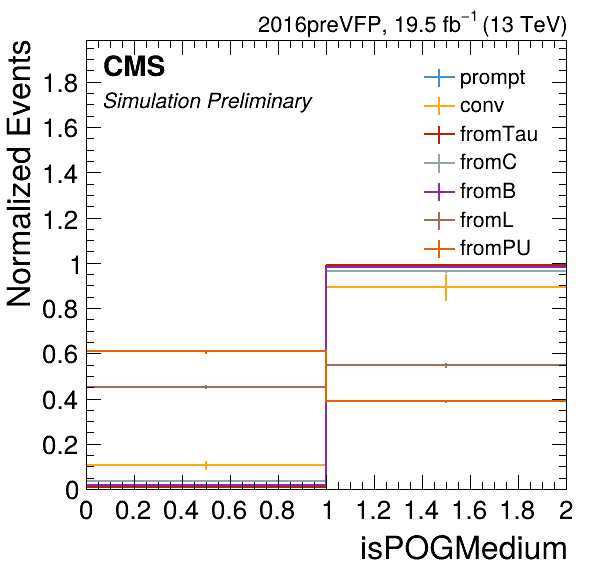 2016preVFP, 19.5 fb⁻¹ (13 TeV)
CMS
Simulation Preliminary
prompt
conv
fromTau
fromC
fromB
fromL
fromPU
Normalized Events
1.8
1.6
1.4
1.2
1
0.8
0.6
0.4
0.2
0
0 0.2 0.4 0.6 0.8 1 1.2 1.4 1.6 1.8 2
isPOGMedium